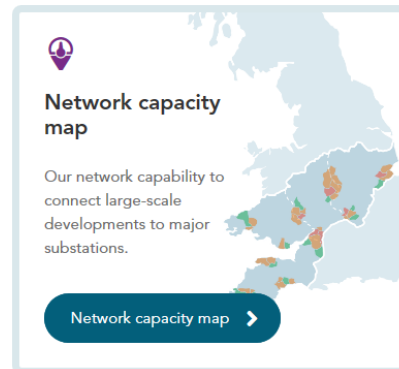 Network capacity
map
Our network capability to
connect large-scale
developments to major
substations.
Network capacity map